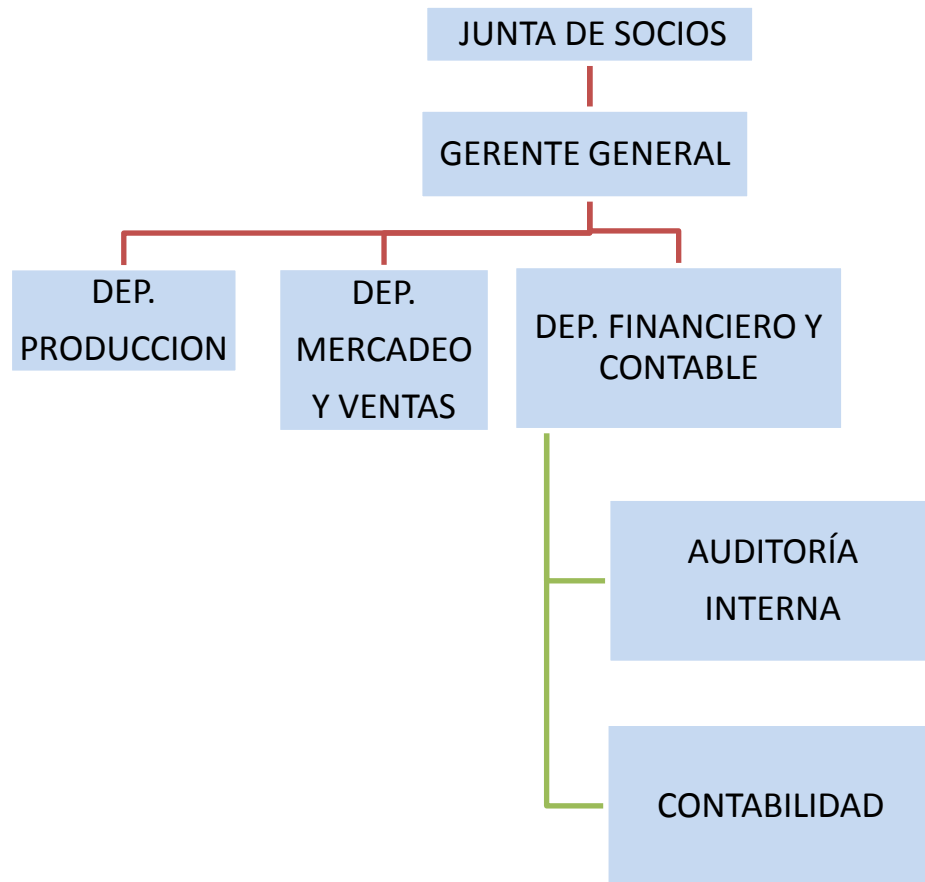 JUNTA DE SOCIOS
GERENTE GENERAL
DEP.
PRODUCCION
DEP.
MERCADEO
Y VENTAS
DEP. FINANCIERO Y
CONTABLE
AUDITORÍA
INTERNA
CONTABILIDAD